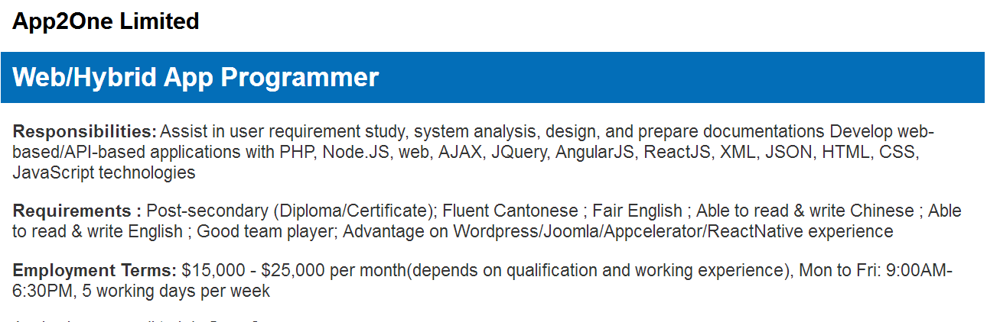 App2One Limited
Web/Hybrid App Programmer
Responsibilities: Assist in user requirement study, system analysis, design, and prepare documentations Develop web-
based/API-based applications with PHP, Node.JS, web, AJAX, JQuery, AngularJS, ReactJS, XML, JSON, HTML, CSS,
JavaScript technologies
Requirements : Post-secondary (Diploma/Certificate); Fluent Cantonese ; Fair English ; Able to read & write Chinese ; Able
to read & write English ; Good team player; Advantage on Wordpress/Joomla/Appcelerator/ReactNative experience
Employment Terms: $15,000 - $25,000 per month(depends on qualification and working experience), Mon to Fri: 9:00AM-
6:30PM, 5 working days per week